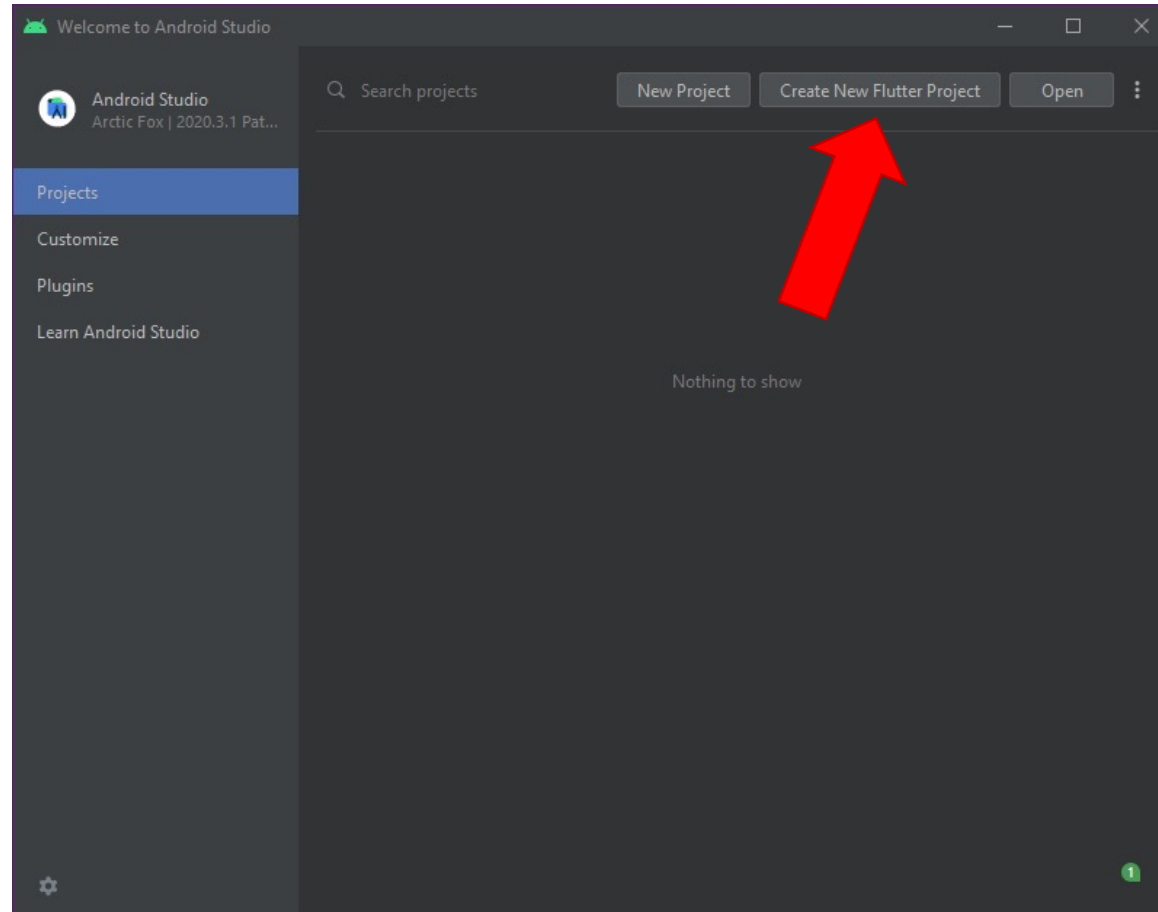 Welcome to Android Studio
Android Studio
Arctic Fox | 2020.3.1 Pat...
Search projects
New Project
Create New Flutter Project
Open
Projects
Customize
Plugins
Learn Android Studio
Nothing to show
1